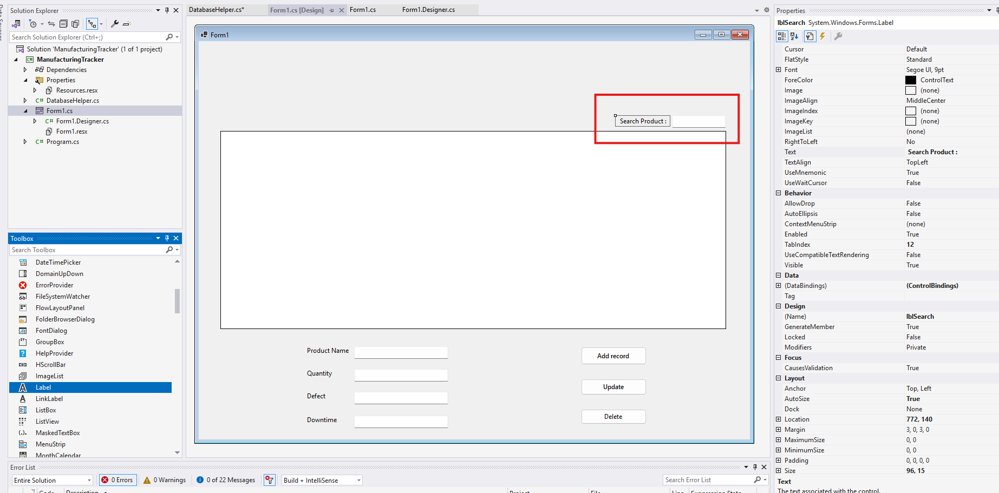 Solution Explorer
Search Solution Explorer (Ctrl+;)
Solution 'ManufacturingTracker' (1 of 1 project)
C# ManufacturingTracker
Dependencies
Properties
Resources.resx
C# DatabaseHelper.cs
Form1.cs
C# Form1.Designer.cs
Form1.resx
C# Program.cs
Toolbox
Search Toolbox
DateTimePicker
DomainUpDown
ErrorProvider
FileSystemWatcher
FlowLayoutPanel
FolderBrowserDialog
FontDialog
GroupBox
HelpProvider
HScrollBar
ImageList
Label
LinkLabel
ListBox
ListView
MaskedTextBox
MenuStrip
MonthCalendar
DatabaseHelper.cs*
Form1.cs [Design]
Form1.cs
Form1.Designer.cs
Form1
Search Product :
Product Name
Quantity
Defect
Downtime
Add record
Update
Delete
Error List
Entire Solution
0 Errors
0 Warnings
0 of 22 Messages
Build + IntelliSense
Search Error List
Code
Description
Project
File
Line
Suppression State
Properties
lblSearch System.Windows.Forms.Label
Cursor Default
FlatStyle Standard
Font Segoe UI, 9pt
ForeColor ControlText
Image (none)
ImageAlign MiddleCenter
ImageIndex (none)
ImageKey (none)
ImageList (none)
RightToLeft No
Text Search Product :
TextAlign TopLeft
UseMnemonic True
UseWaitCursor False
Behavior
AllowDrop False
AutoEllipsis False
ContextMenuStrip (none)
Enabled True
TabIndex 12
UseCompatibleTextRendering False
Visible True
Data
(DataBindings) (ControlBindings)
Tag
Design
(Name) lblSearch
GenerateMember True
Locked False
Modifiers Private
Focus
CausesValidation True
Layout
Anchor Top, Left
AutoSize True
Dock None
Location 772, 140
Margin 3, 0, 3, 0
MaximumSize 0, 0
MinimumSize 0, 0
Padding 0, 0, 0, 0
Size 96, 15
Text
The text associated with the control.